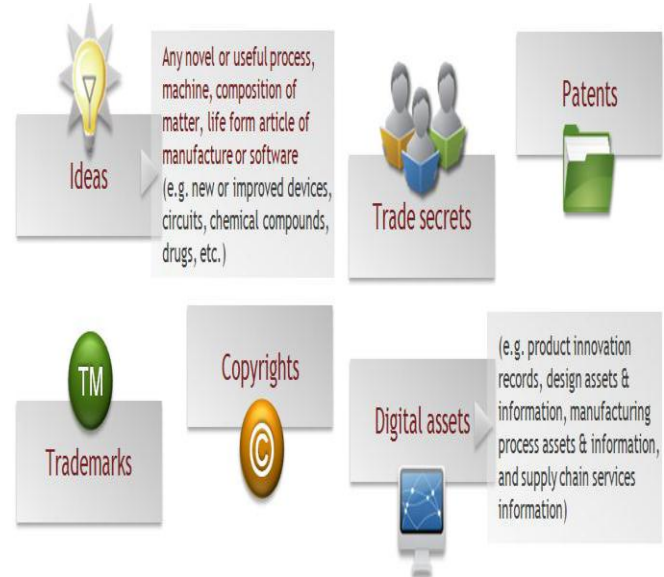 Ideas
Any novel or useful process,
machine, composition of
matter, life form article of
manufacture or software
(e.g. new or improved devices,
circuits, chemical compounds,
drugs, etc.)
Trade secrets
Patents
TM
Trademarks
Copyrights
©
Digital assets
(e.g. product innovation
records, design assets &
information, manufacturing
process assets & information,
and supply chain services
information)